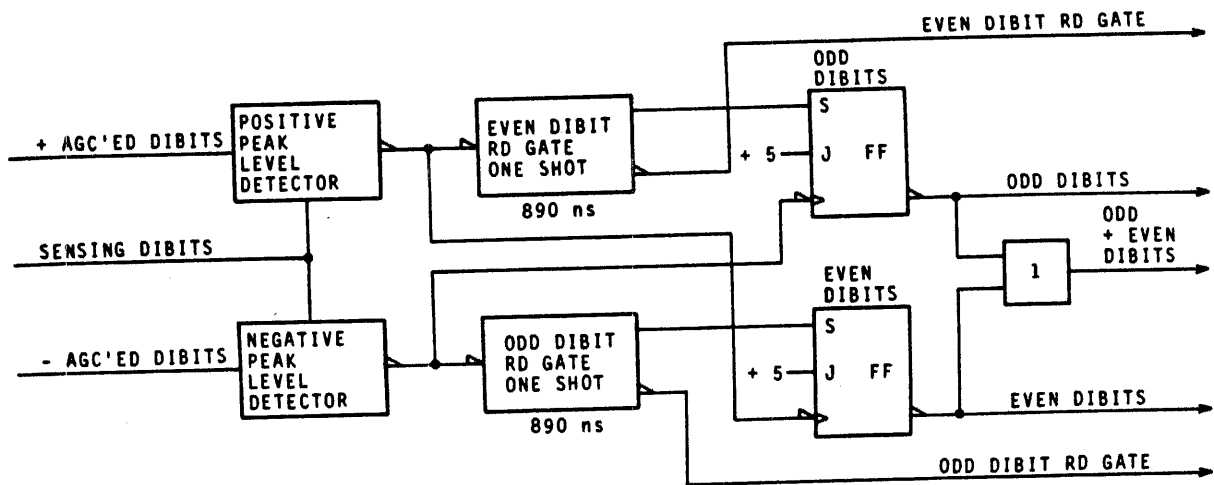 EVEN DIBIT RD GATE
ODD
DIBITS
POSITIVE
PEAK
LEVEL
DETECTOR
+ AGC'ED DIBITS
EVEN DIBIT
RD GATE
ONE SHOT
890 ns
S
+ 5
J FF
ODD DIBITS
SENSING DIBITS
ODD
+ EVEN
DIBITS
1
EVEN
DIBITS
NEGATIVE
PEAK
LEVEL
DETECTOR
- AGC'ED DIBITS
ODD DIBIT
RD GATE
ONE SHOT
890 ns
S
+ 5
J FF
EVEN DIBITS
ODD DIBIT RD GATE